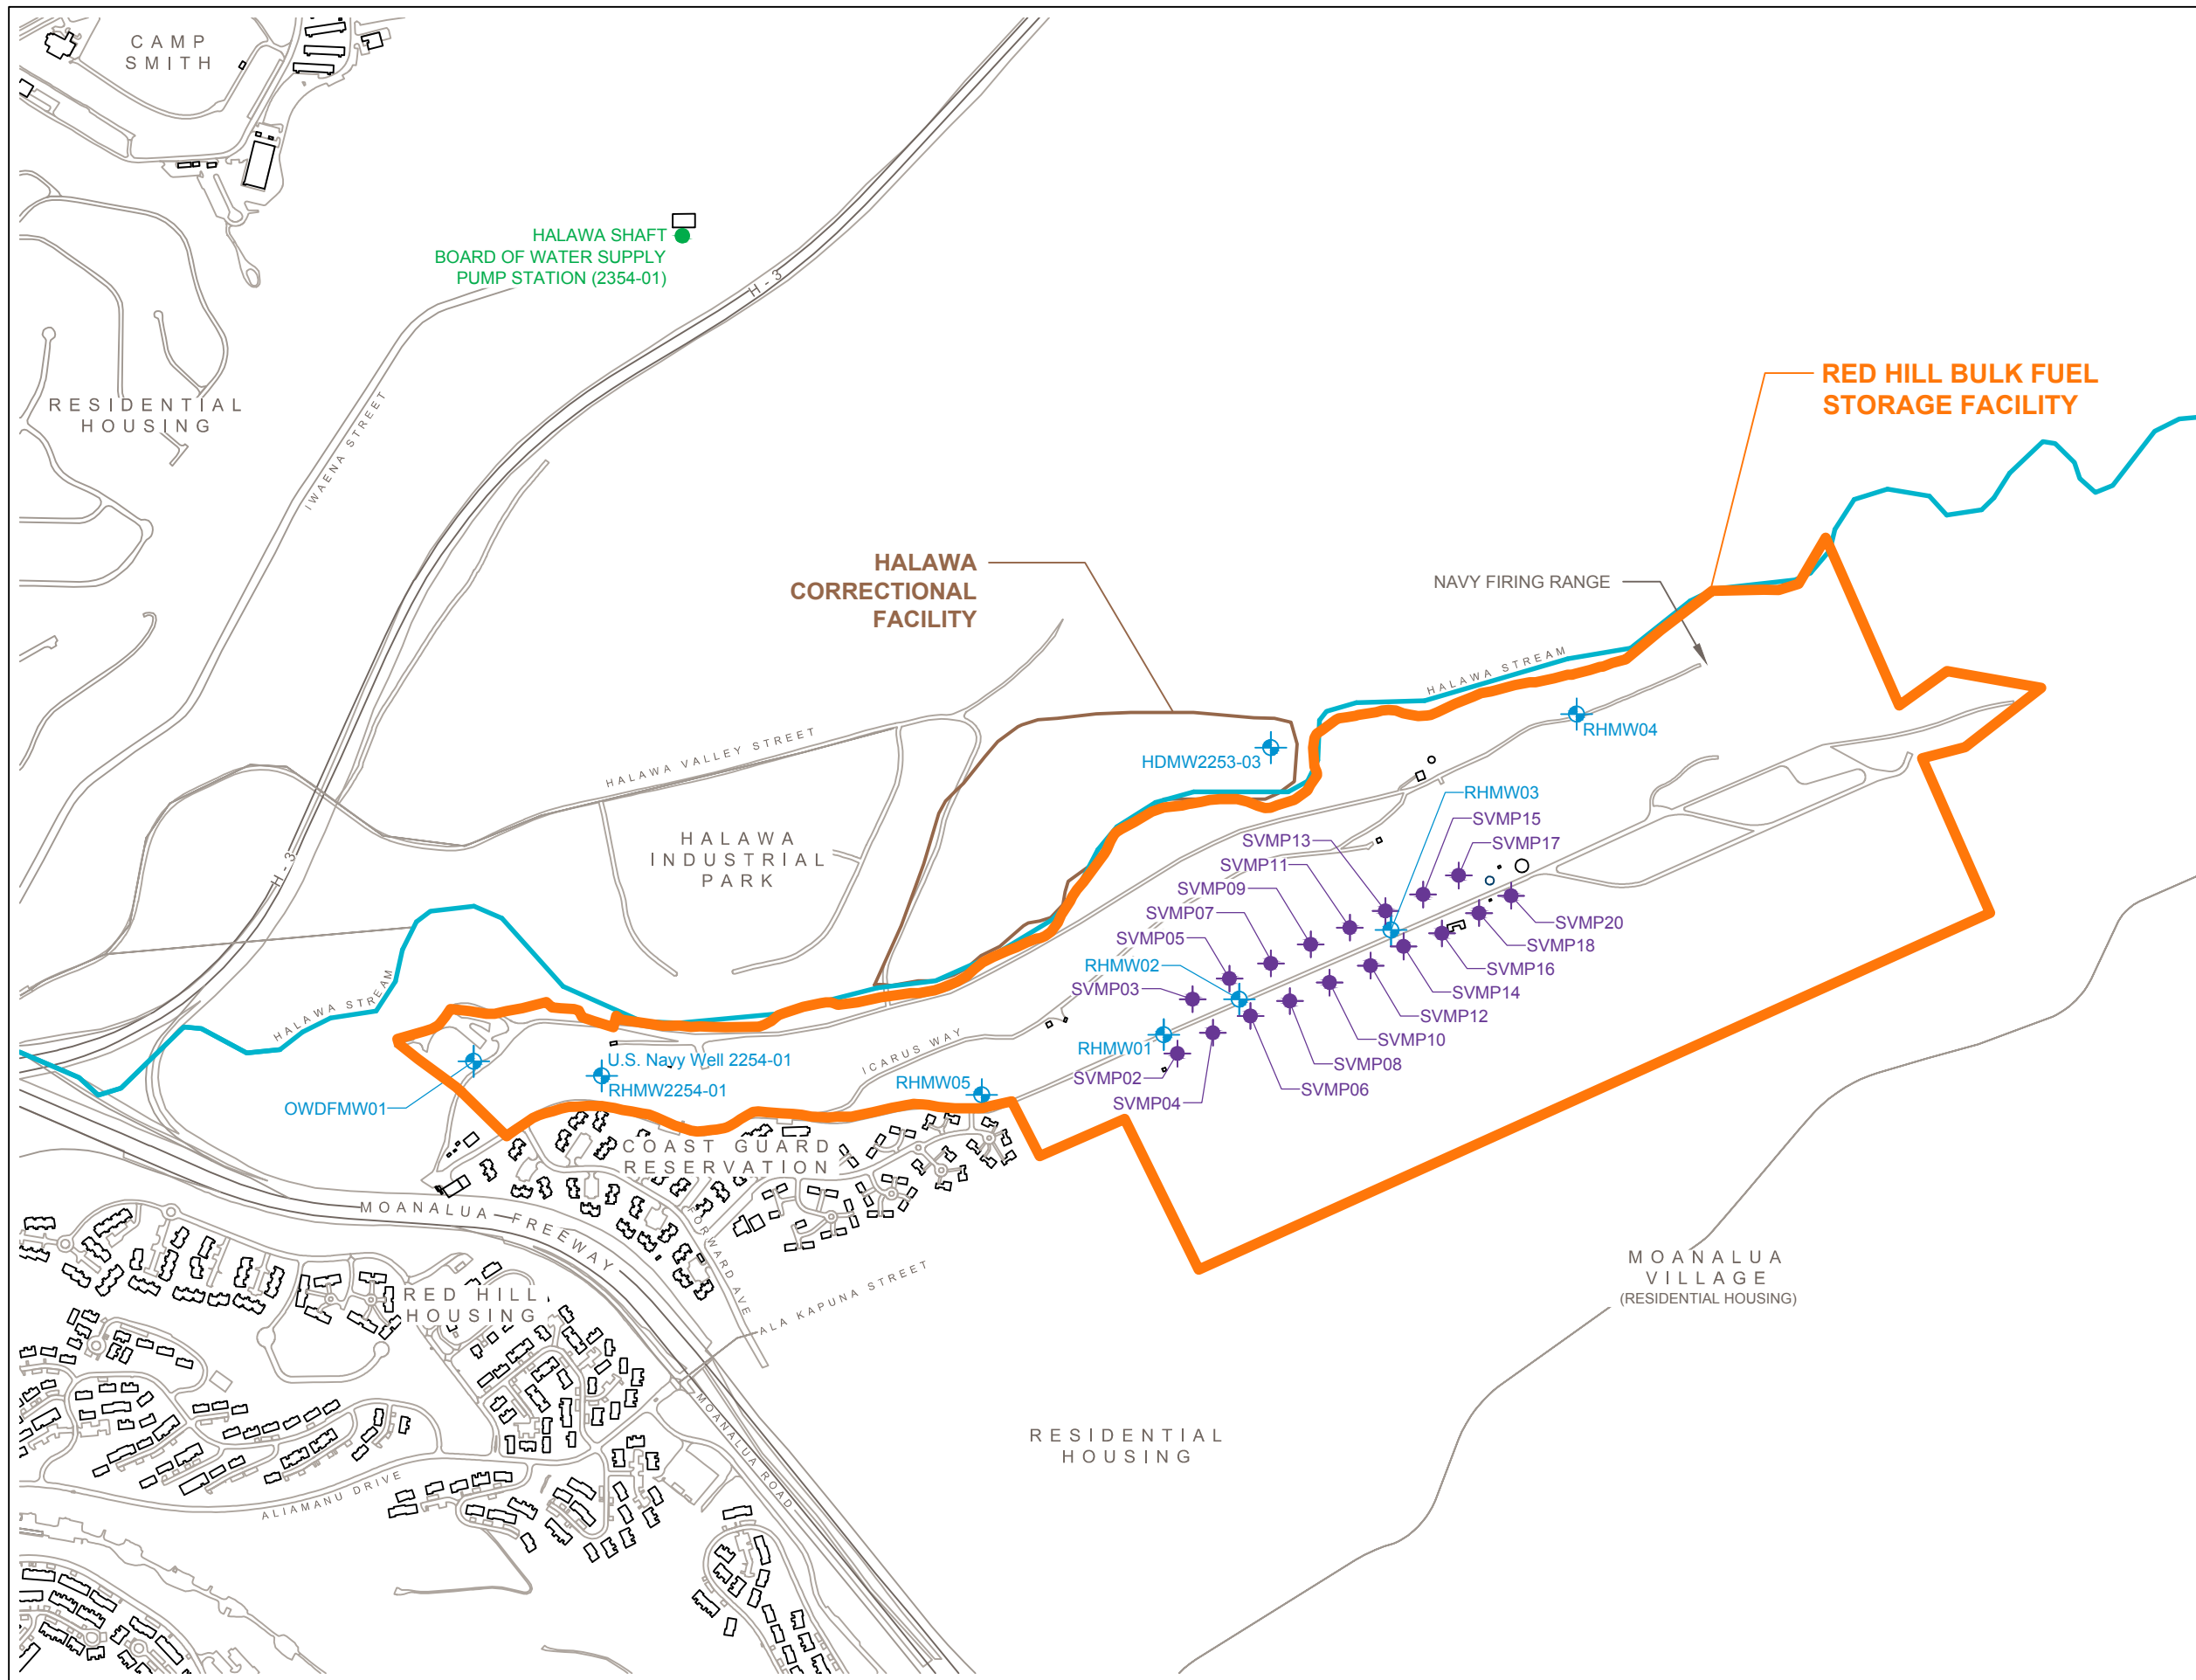 CAMP
SMITH
HALAWA SHAFT
BOARD OF WATER SUPPLY
PUMP STATION (2354-01)
H - 3
RED HILL BULK FUEL
STORAGE FACILITY
RESIDENTIAL
HOUSING
IWAENA STREET
HALAWA
CORRECTIONAL
FACILITY
NAVY FIRING RANGE
HALAWA STREAM
RHMW04
HALAWA VALLEY STREET
HDMW2253-03
RHMW03
SVMP15
SVMP17
SVMP13
SVMP11
SVMP09
SVMP07
SVMP05
RHMW02
SVMP03
HALAWA
INDUSTRIAL
PARK
H - 3
SVMP20
SVMP18
SVMP16
SVMP14
SVMP12
SVMP10
SVMP08
SVMP06
HALAWA STREAM
ICARUS WAY
RHMW01
SVMP02
SVMP04
U.S. Navy Well 2254-01
RHMW2254-01
RHMW05
OWDFMW01
COAST GUARD
RESERVATION
MOANALUA FREEWAY
FORWARD AVE
ALA KAPUNA STREET
MOANALUA
VILLAGE
(RESIDENTIAL HOUSING)
RED HILL
HOUSING
MOANALUA ROAD
RESIDENTIAL
HOUSING
ALIAMANU DRIVE